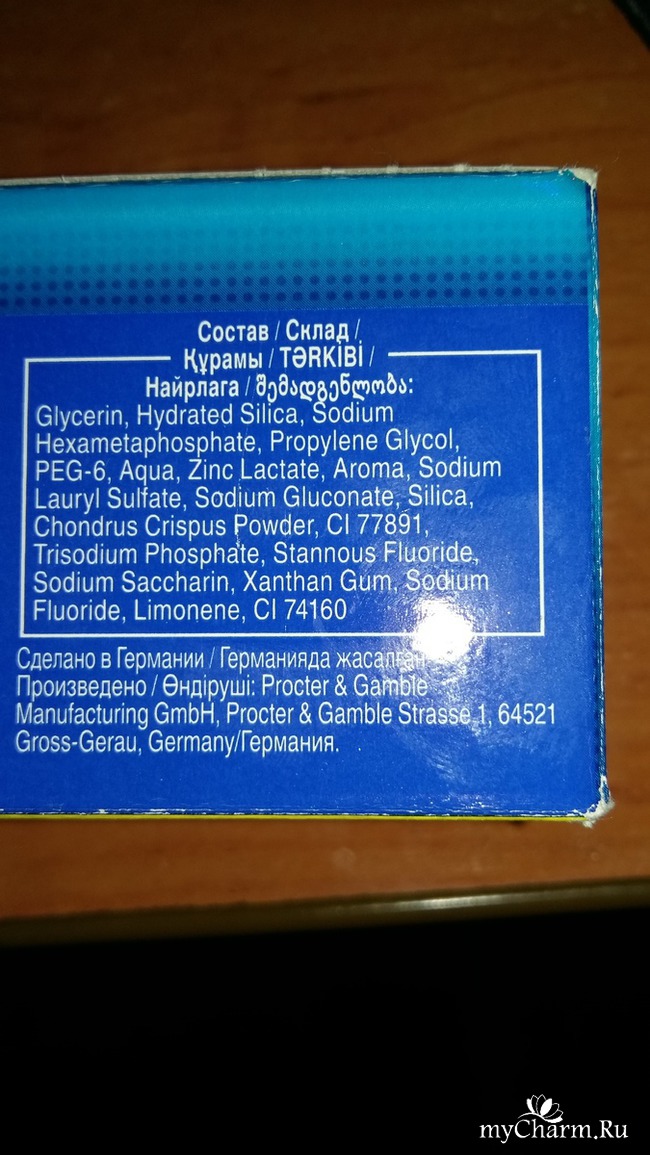 Состав / Склад /
Құрамы / TƏRKİBİ /
Найрлага / შემადგენლობა:
Glycerin, Hydrated Silica, Sodium
Hexametaphosphate, Propylene Glycol,
PEG-6, Aqua, Zinc Lactate, Aroma, Sodium
Lauryl Sulfate, Sodium Gluconate, Silica,
Chondrus Crispus Powder, CI 77891,
Trisodium Phosphate, Stannous Fluoride,
Sodium Saccharin, Xanthan Gum, Sodium
Fluoride, Limonene, CI 74160
Сделано в Германии / Германияда жасалған
Произведено / Өндіруші: Procter & Gamble
Manufacturing GmbH, Procter & Gamble Strasse 1, 64521
Gross-Gerau, Germany/Германия.
myCharm.Ru